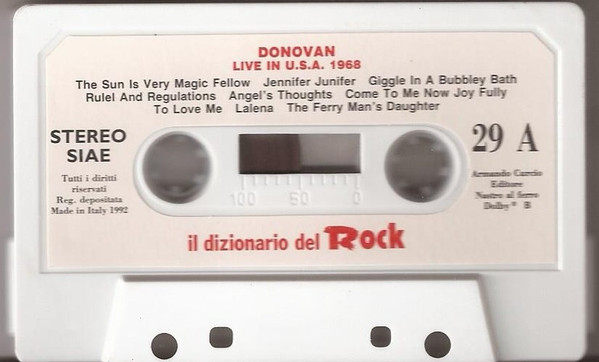 DONOVAN
LIVE IN U.S.A. 1968
The Sun Is Very Magic Fellow Jennifer Junifer Giggle In A Bubbley Bath
Rulel And Regulations Angel's Thoughts Come To Me Now Joy Fully
To Love Me Lalena The Ferry Man's Daughter
STEREO
SIAE
Tutti i diritti
riservati
Reg. depositata
Made in Italy 1992
100 50 0
29 A
Armando Curcio
Editore
Nastro al ferro
Dolby* B
il dizionario del Rock